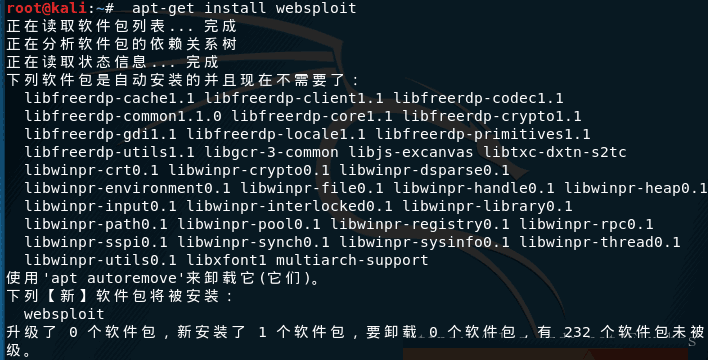 root@kali:~#  apt-get install websploit
正在读取软件包列表... 完成
正在分析软件包的依赖关系树
正在读取状态信息... 完成
下列软件包是自动安装的并且现在不需要了：
  libfreerdp-cache1.1 libfreerdp-client1.1 libfreerdp-codec1.1
  libfreerdp-common1.1.0 libfreerdp-core1.1 libfreerdp-crypto1.1
  libfreerdp-gdi1.1 libfreerdp-locale1.1 libfreerdp-primitives1.1
  libfreerdp-utils1.1 libgcr-3-common libjs-excanvas libtxc-dxtn-s2tc
  libwinpr-crt0.1 libwinpr-crypto0.1 libwinpr-dsparse0.1
  libwinpr-environment0.1 libwinpr-file0.1 libwinpr-handle0.1 libwinpr-heap0.1
  libwinpr-input0.1 libwinpr-interlocked0.1 libwinpr-library0.1
  libwinpr-path0.1 libwinpr-pool0.1 libwinpr-registry0.1 libwinpr-rpc0.1
  libwinpr-sspi0.1 libwinpr-synch0.1 libwinpr-sysinfo0.1 libwinpr-thread0.1
  libwinpr-utils0.1 libxfont1 multiarch-support
使用'apt autoremove'来卸载它(它们)。
下列【新】软件包将被安装：
  websploit
升级了 0 个软件包，新安装了 1 个软件包，要卸载 0 个软件包，有 232 个软件包未被
级。